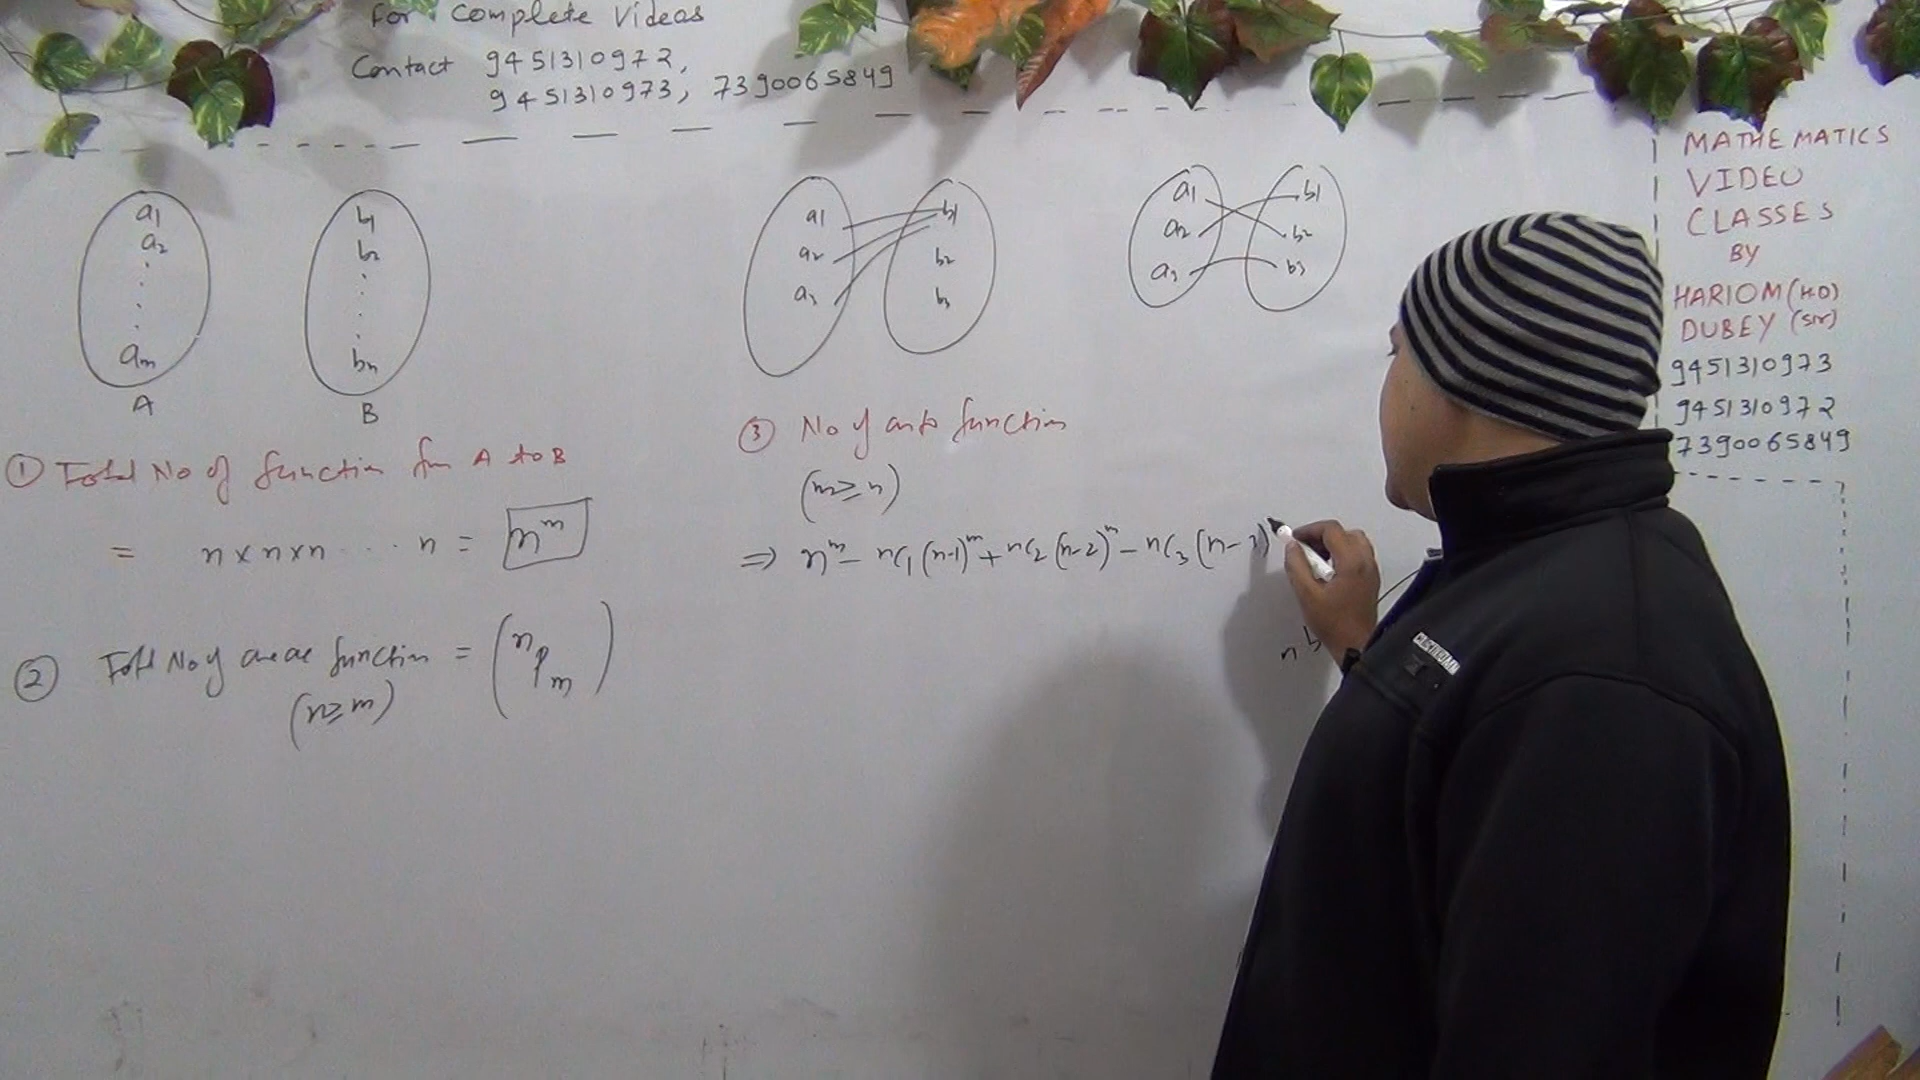 For Complete Videos
Contact 9451310972,
9451310973, 7390065849
MATHEMATICS
VIDEO
CLASSES
BY
HARIOM (H.D)
DUBEY (Sir)
9451310973
9451310972
7390065849
a1
a2
am
A
b1
b2
bn
B
a1
a2
a3
b1
b2
b3
a1
a2
a3
b1
b2
b3
① Total No of function from A to B
= n × n × n ... n = n^m
② Total No of one one function = (nPm)
(n ≥ m)
③ No of onto function
(m ≥ n)
⇒ n^m - nC1 (n-1)^m + nC2 (n-2)^m - nC3 (n-3)